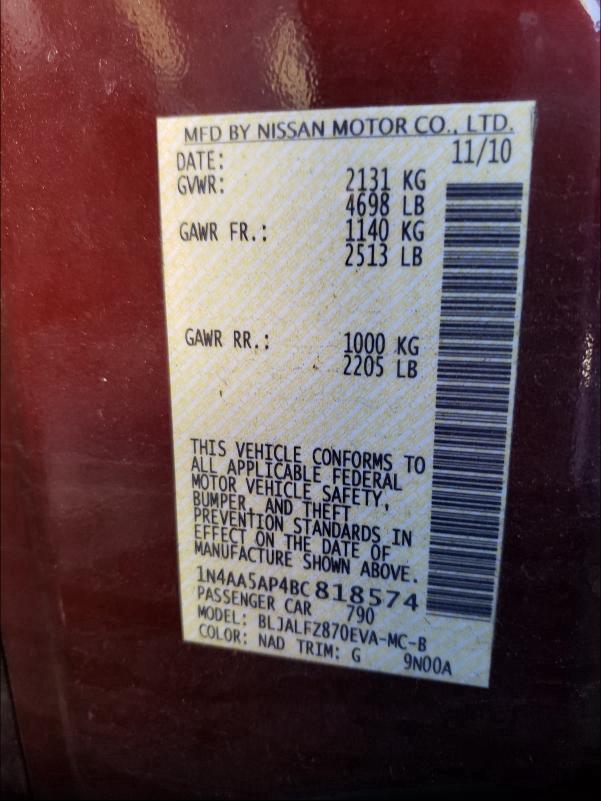 MFD BY NISSAN MOTOR CO., LTD.
DATE: 11/10
GVWR: 2131 KG
4698 LB
GAWR FR.: 1140 KG
2513 LB
GAWR RR.: 1000 KG
2205 LB
THIS VEHICLE CONFORMS TO
ALL APPLICABLE FEDERAL
MOTOR VEHICLE SAFETY,
BUMPER, AND THEFT
PREVENTION STANDARDS IN
EFFECT ON THE DATE OF
MANUFACTURE SHOWN ABOVE.
1N4AA5AP4BC818574
PASSENGER CAR 790
MODEL: BLJALFZ870EVA-MC-B
COLOR: NAD TRIM: G 9N00A